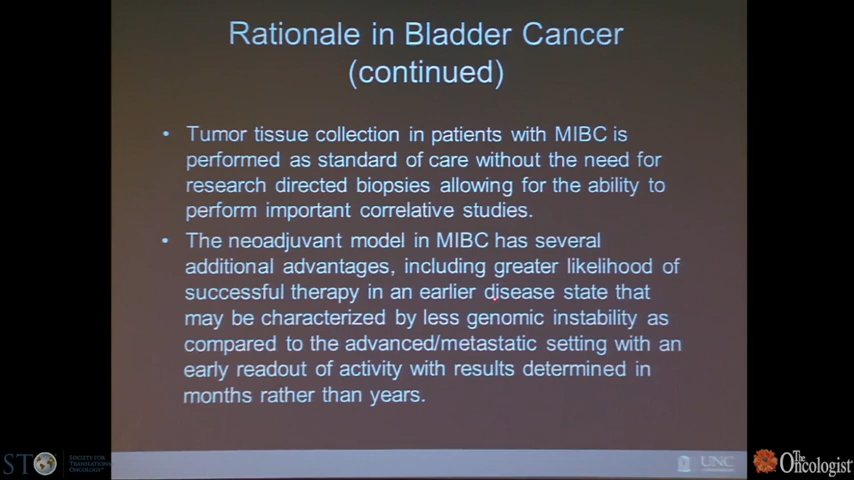 Rationale in Bladder Cancer
(continued)
• Tumor tissue collection in patients with MIBC is
performed as standard of care without the need for
research directed biopsies allowing for the ability to
perform important correlative studies.
• The neoadjuvant model in MIBC has several
additional advantages, including greater likelihood of
successful therapy in an earlier disease state that
may be characterized by less genomic instability as
compared to the advanced/metastatic setting with an
early readout of activity with results determined in
months rather than years.
STO
SOCIETY FOR
TRANSLATIONAL
ONCOLOGY
UNC
The Oncologist